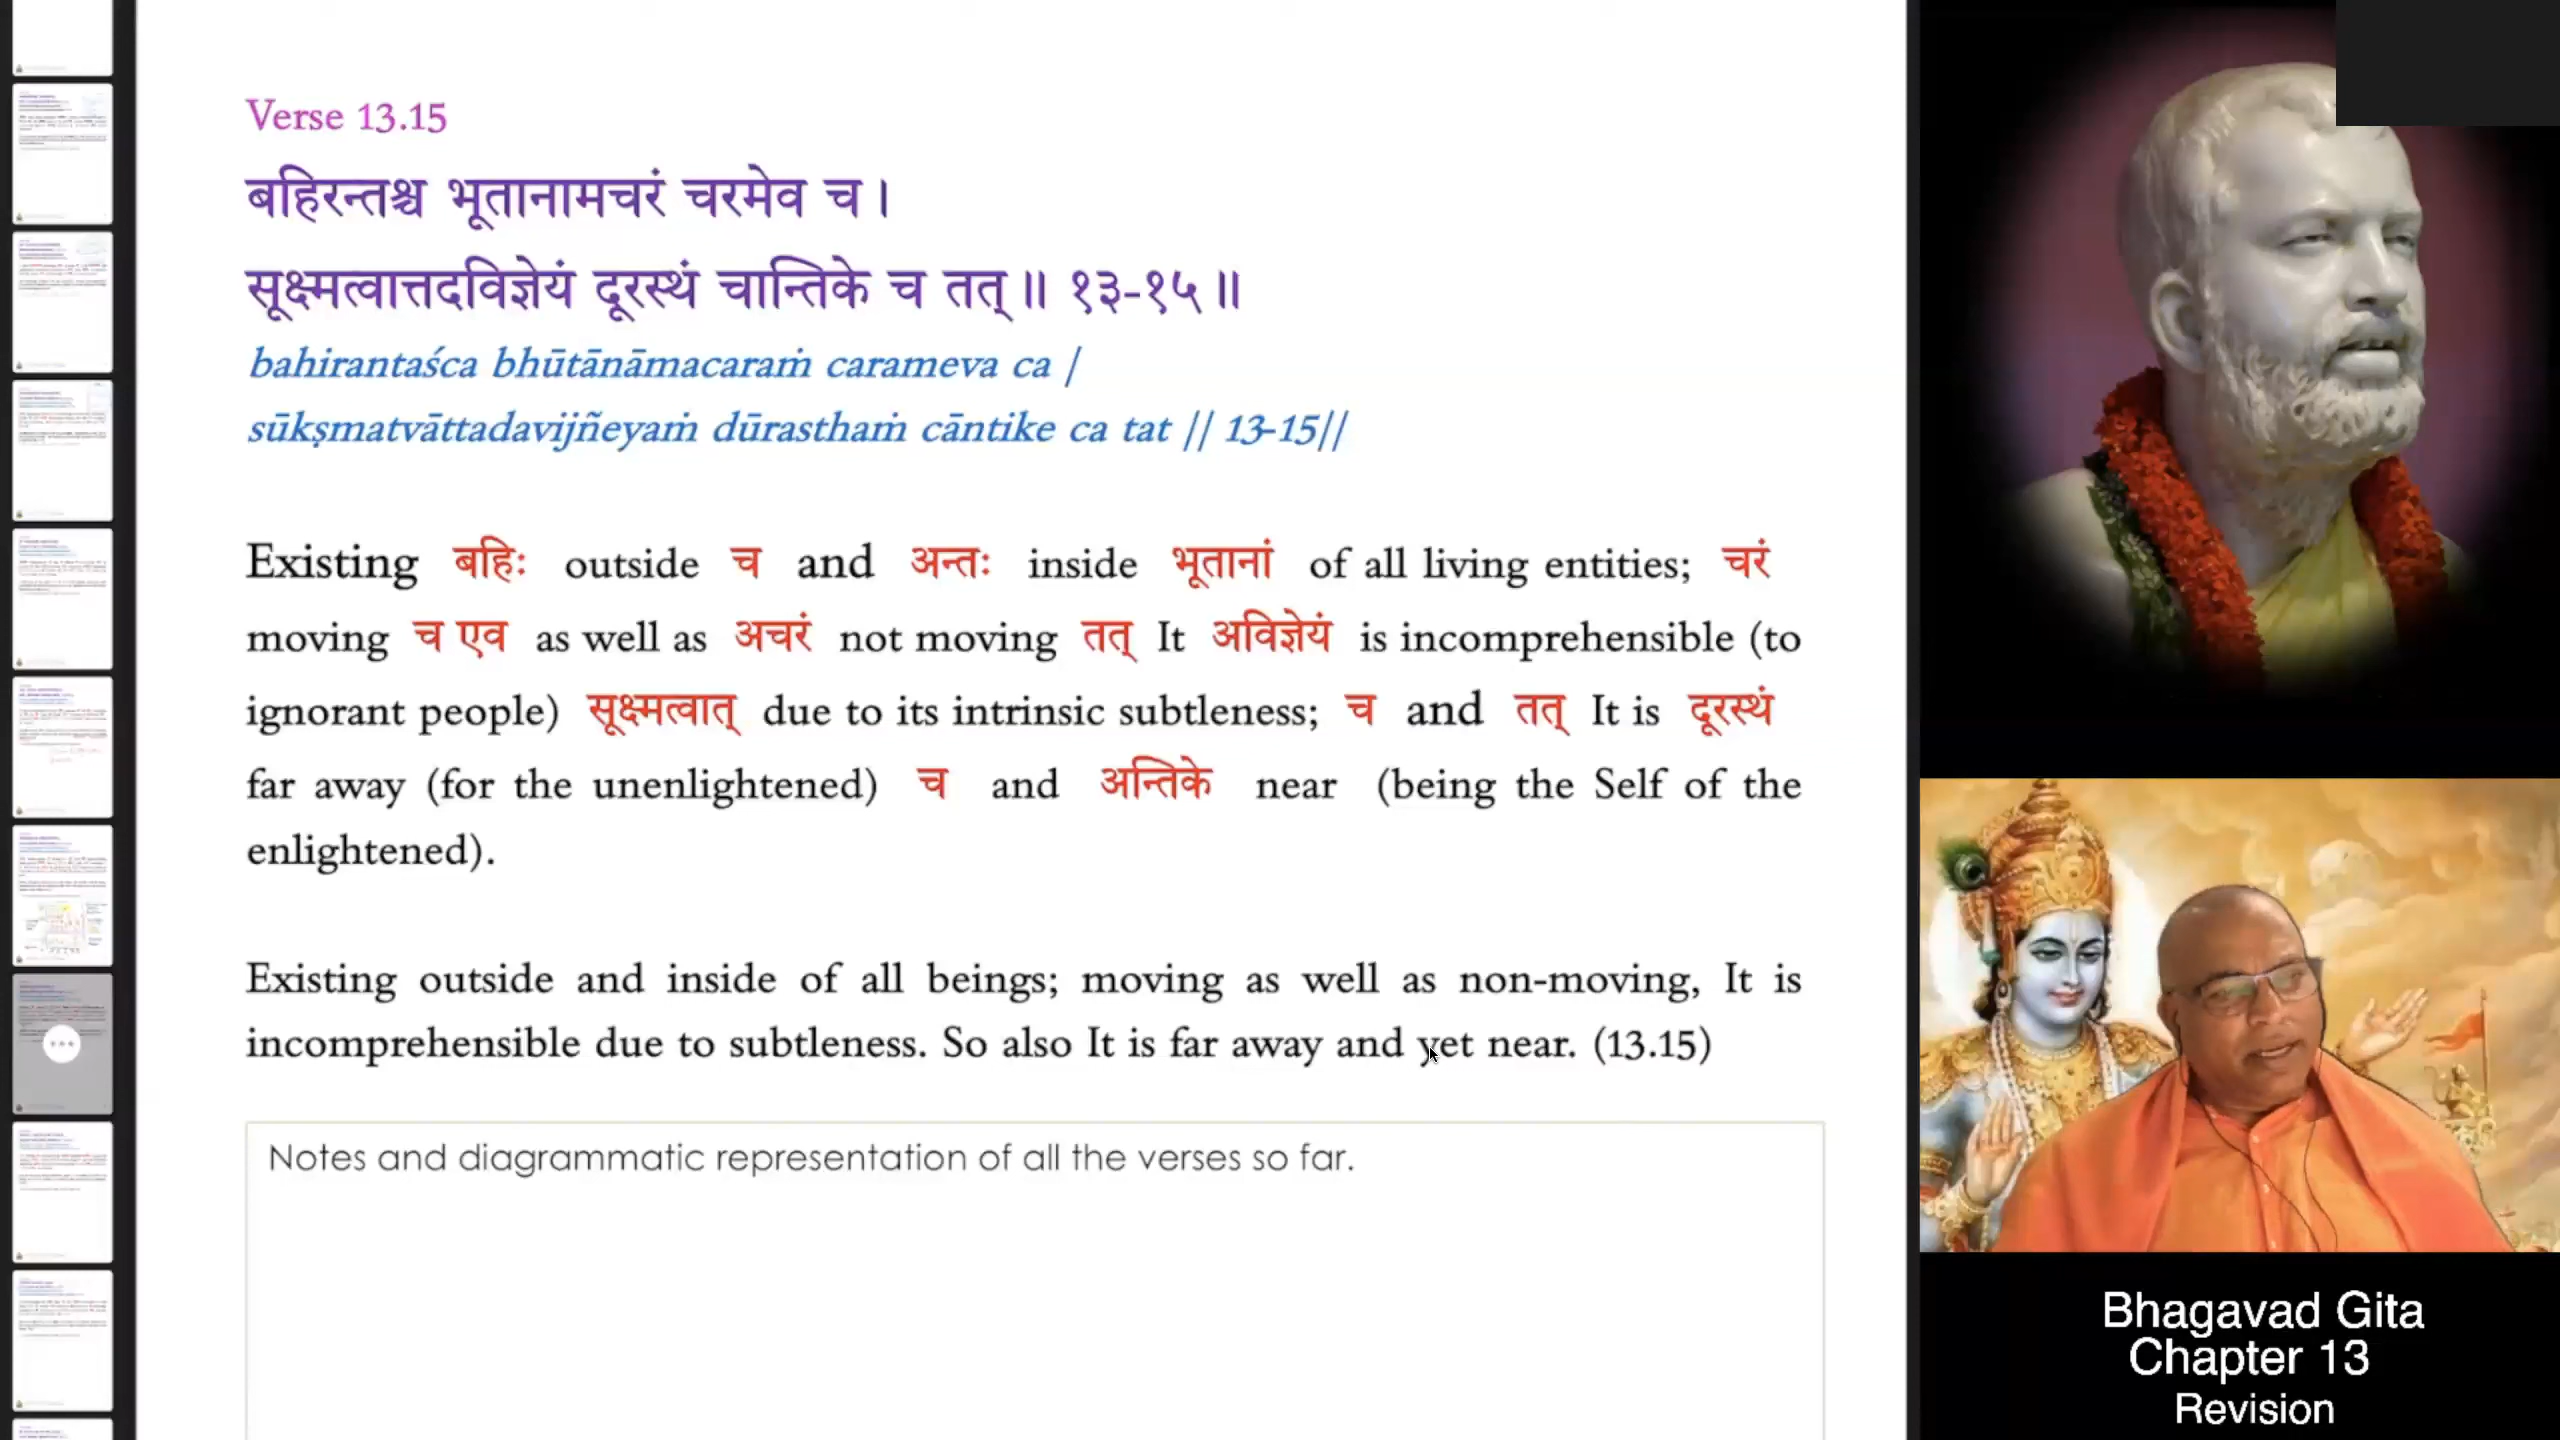 Verse 13.15
बहिरन्तश्च भूतानामचरं चरमेव च।
सूक्ष्मत्वात्तदविज्ञेयं दूरस्थं चान्तिके च तत्॥ १३-१५॥
bahirantaśca bhūtānāmacaraṁ carameva ca |
sūkṣmatvāttadavijñeyaṁ dūrasthaṁ cāntike ca tat || 13-15||
Existing बहिः outside च and अन्तः inside भूतानां of all living entities; चरं
moving च एव as well as अचरं not moving तत् It अविज्ञेयं is incomprehensible (to
ignorant people) सूक्ष्मत्वात् due to its intrinsic subtleness; च and तत् It is दूरस्थं
far away (for the unenlightened) च and अन्तिके near (being the Self of the
enlightened).
Existing outside and inside of all beings; moving as well as non-moving, It is
incomprehensible due to subtleness. So also It is far away and yet near. (13.15)
Notes and diagrammatic representation of all the verses so far.
Bhagavad Gita
Chapter 13
Revision